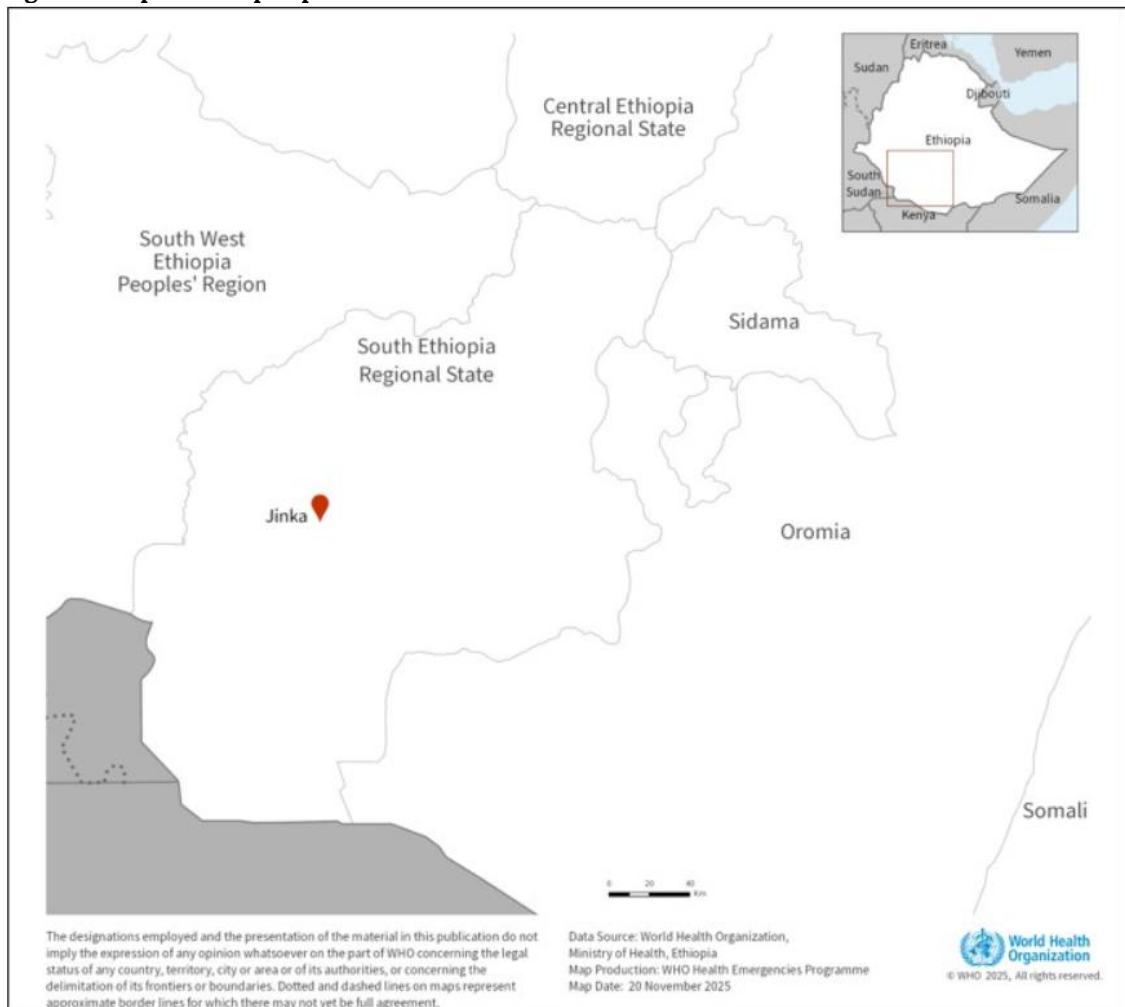 Central Ethiopia
Regional State
Eritrea
Yemen
Sudan
Djibouti
Ethiopia
South
Sudan
Somalia
Kenya
South West
Ethiopia
Peoples' Region
Sidama
South Ethiopia
Regional State
Jinka
Oromia
Somali
0 20 40
Km
The designations employed and the presentation of the material in this publication do not
imply the expression of any opinion whatsoever on the part of WHO concerning the legal
status of any country, territory, city or area or of its authorities, or concerning the
delimitation of its frontiers or boundaries. Dotted and dashed lines on maps represent
approximate border lines for which there may not yet be full agreement.
Data Source: World Health Organization,
Ministry of Health, Ethiopia
Map Production: WHO Health Emergencies Programme
Map Date: 20 November 2025
World Health
Organization
© WHO 2025, All rights reserved.